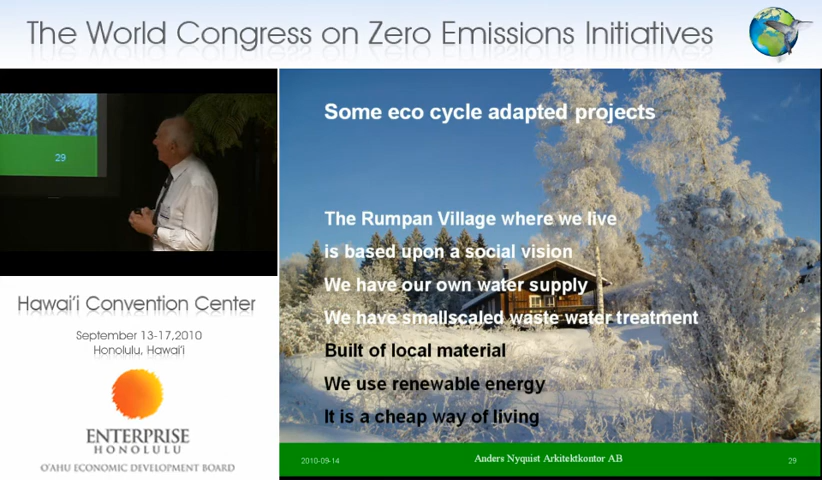 The World Congress on Zero Emissions Initiatives
29
Some eco cycle adapted projects
The Rumpan Village where we live
is based upon a social vision
We have our own water supply
We have smallscaled waste water treatment
Built of local material
We use renewable energy
It is a cheap way of living
2010-09-14
Anders Nyquist Arkitektkontor AB
29
Hawai'i Convention Center
September 13-17,2010
Honolulu, Hawai'i
ENTERPRISE
HONOLULU
O'AHU ECONOMIC DEVELOPMENT BOARD